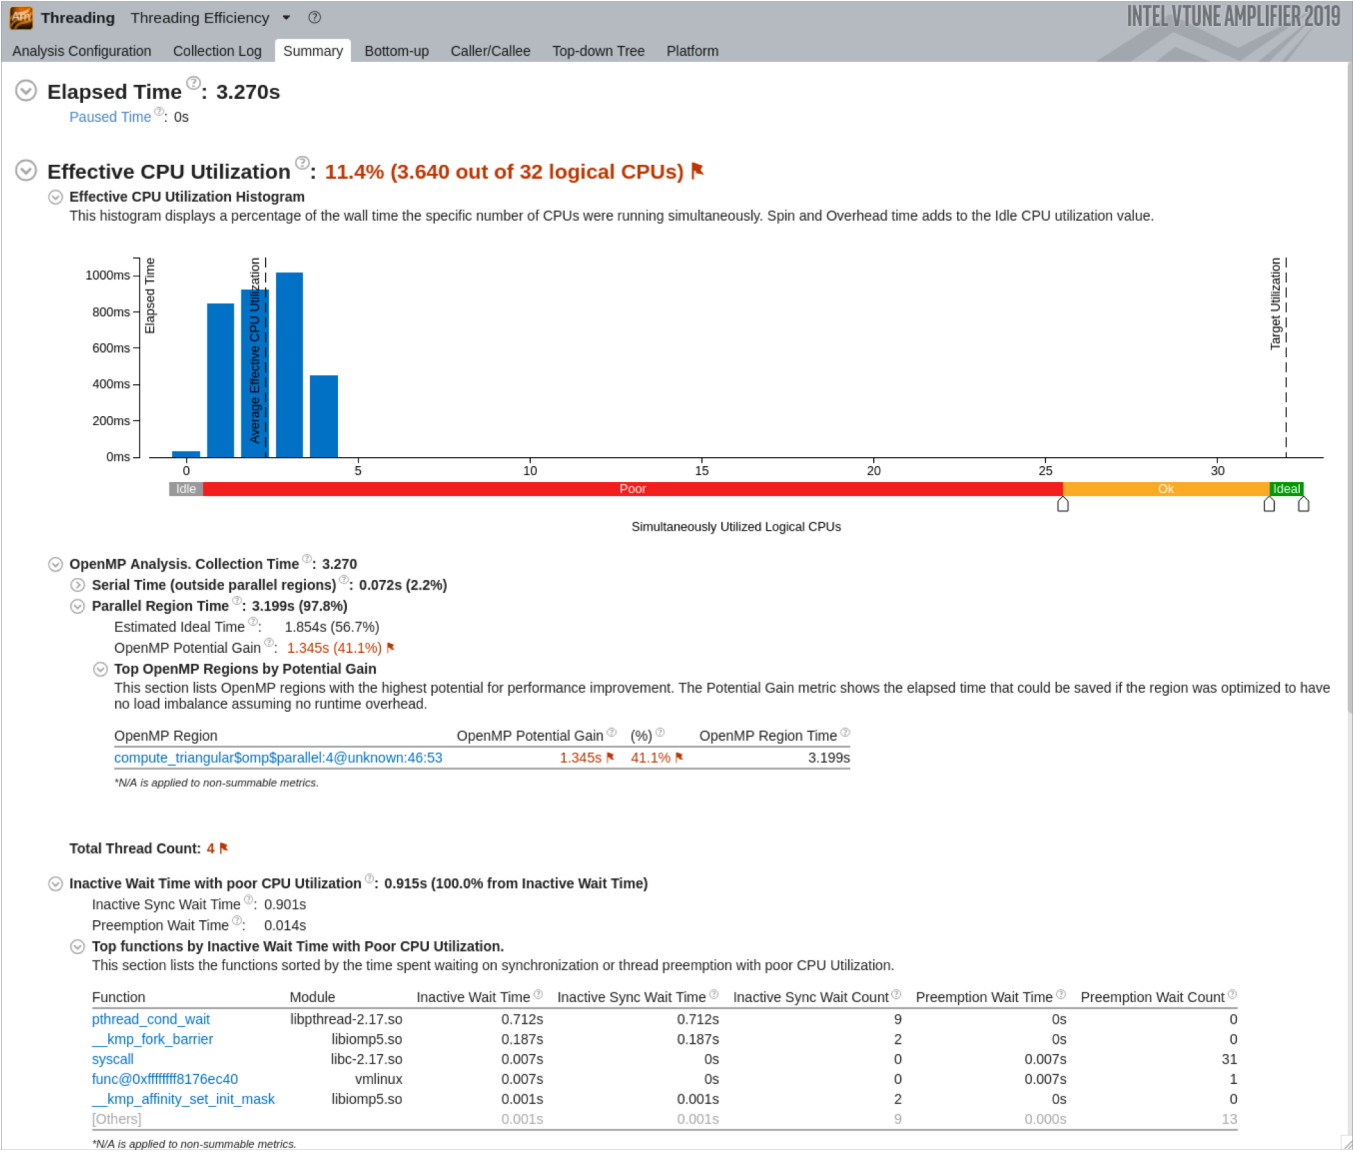 Threading Threading Efficiency
INTEL VTUNE AMPLIFIER 2019
Analysis Configuration Collection Log Summary Bottom-up Caller/Callee Top-down Tree Platform
Elapsed Time ?: 3.270s
Paused Time ?: 0s
Effective CPU Utilization ?: 11.4% (3.640 out of 32 logical CPUs)
Effective CPU Utilization Histogram
This histogram displays a percentage of the wall time the specific number of CPUs were running simultaneously. Spin and Overhead time adds to the Idle CPU utilization value.
Elapsed Time
1000ms
800ms
600ms
400ms
200ms
0ms
Average Effective CPU Utilization
Target Utilization
0 5 10 15 20 25 30
Idle Poor Ok Ideal
Simultaneously Utilized Logical CPUs
OpenMP Analysis. Collection Time ?: 3.270
Serial Time (outside parallel regions) ?: 0.072s (2.2%)
Parallel Region Time ?: 3.199s (97.8%)
Estimated Ideal Time ?: 1.854s (56.7%)
OpenMP Potential Gain ?: 1.345s (41.1%)
Top OpenMP Regions by Potential Gain
This section lists OpenMP regions with the highest potential for performance improvement. The Potential Gain metric shows the elapsed time that could be saved if the region was optimized to have
no load imbalance assuming no runtime overhead.
OpenMP Region OpenMP Potential Gain ? (%) ? OpenMP Region Time ?
compute_triangular$omp$parallel:4@unknown:46:53 1.345s 41.1% 3.199s
*N/A is applied to non-summable metrics.
Total Thread Count: 4
Inactive Wait Time with poor CPU Utilization ?: 0.915s (100.0% from Inactive Wait Time)
Inactive Sync Wait Time ?: 0.901s
Preemption Wait Time ?: 0.014s
Top functions by Inactive Wait Time with Poor CPU Utilization.
This section lists the functions sorted by the time spent waiting on synchronization or thread preemption with poor CPU Utilization.
Function Module Inactive Wait Time ? Inactive Sync Wait Time ? Inactive Sync Wait Count ? Preemption Wait Time ? Preemption Wait Count ?
pthread_cond_wait libpthread-2.17.so 0.712s 0.712s 9 0s 0
__kmp_fork_barrier libiomp5.so 0.187s 0.187s 2 0s 0
syscall libc-2.17.so 0.007s 0s 0 0.007s 31
func@0xffffffff8176ec40 vmlinux 0.007s 0s 0 0.007s 1
__kmp_affinity_set_init_mask libiomp5.so 0.001s 0.001s 2 0s 0
[Others] 0.001s 0.001s 9 0.000s 13
*N/A is applied to non-summable metrics.